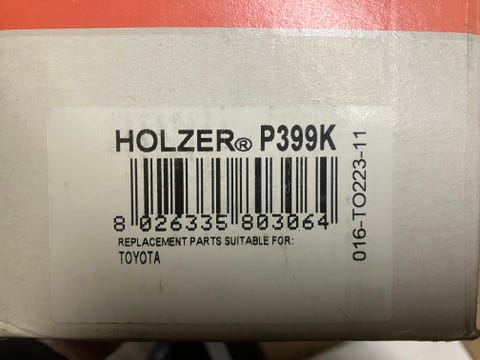 HOLZER® P399K
8 026335 803064
REPLACEMENT PARTS SUITABLE FOR:
TOYOTA
016-TO223-11